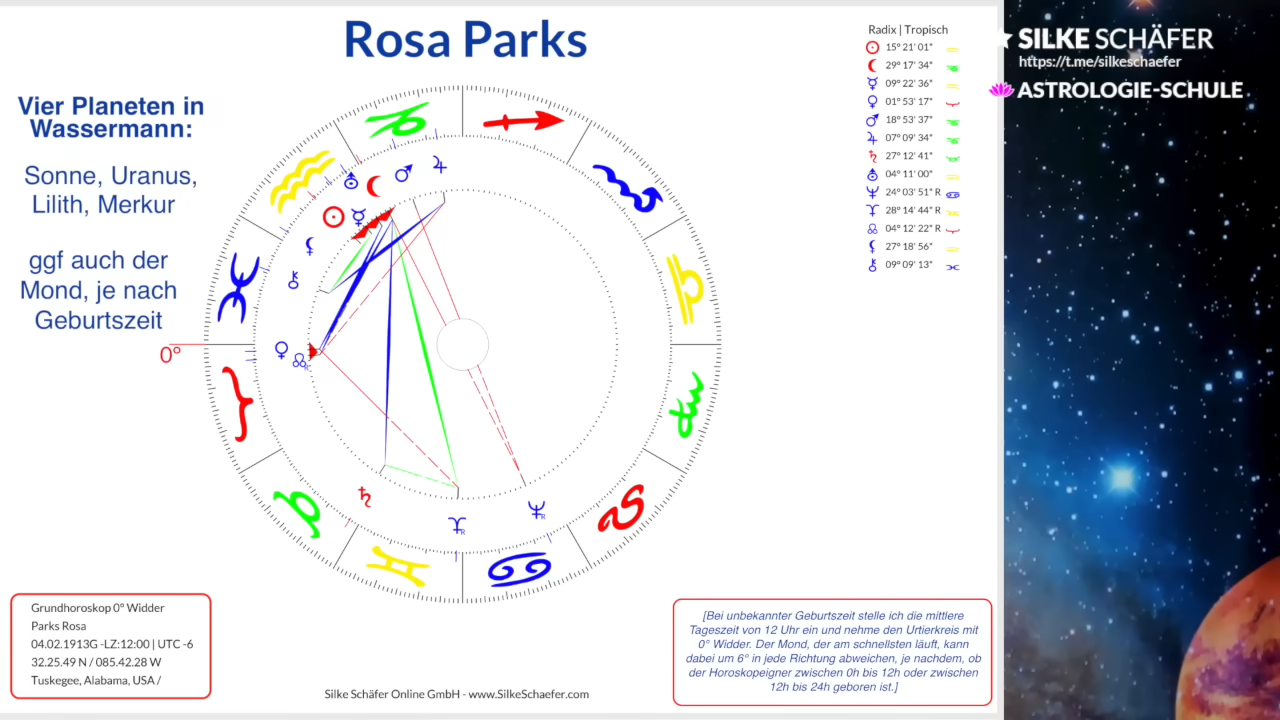 Rosa Parks
Vier Planeten in
Wassermann:
Sonne, Uranus,
Lilith, Merkur
ggf auch der
Mond, je nach
Geburtszeit
0°
Radix | Tropisch
15° 21' 01"
29° 17' 34"
09° 22' 36"
01° 53' 17"
18° 53' 37"
07° 09' 34"
27° 12' 41"
04° 11' 00"
24° 03' 51" R
28° 14' 44" R
04° 12' 22" R
27° 18' 56"
09° 09' 13"
SILKE SCHÄFER
https://t.me/silkeschaefer
ASTROLOGIE-SCHULE
R
R
R
Grundhoroskop 0° Widder
Parks Rosa
04.02.1913G -LZ:12:00 | UTC -6
32.25.49 N / 085.42.28 W
Tuskegee, Alabama, USA /
Silke Schäfer Online GmbH - www.SilkeSchaefer.com
[Bei unbekannter Geburtszeit stelle ich die mittlere
Tageszeit von 12 Uhr ein und nehme den Urtierkreis mit
0° Widder. Der Mond, der am schnellsten läuft, kann
dabei um 6° in jede Richtung abweichen, je nachdem, ob
der Horoskopeigner zwischen 0h bis 12h oder zwischen
12h bis 24h geboren ist.]